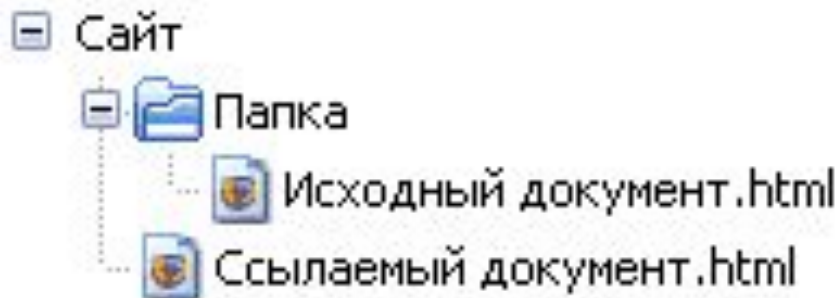 Сайт
Папка
Исходный документ.html
Ссылаемый документ.html